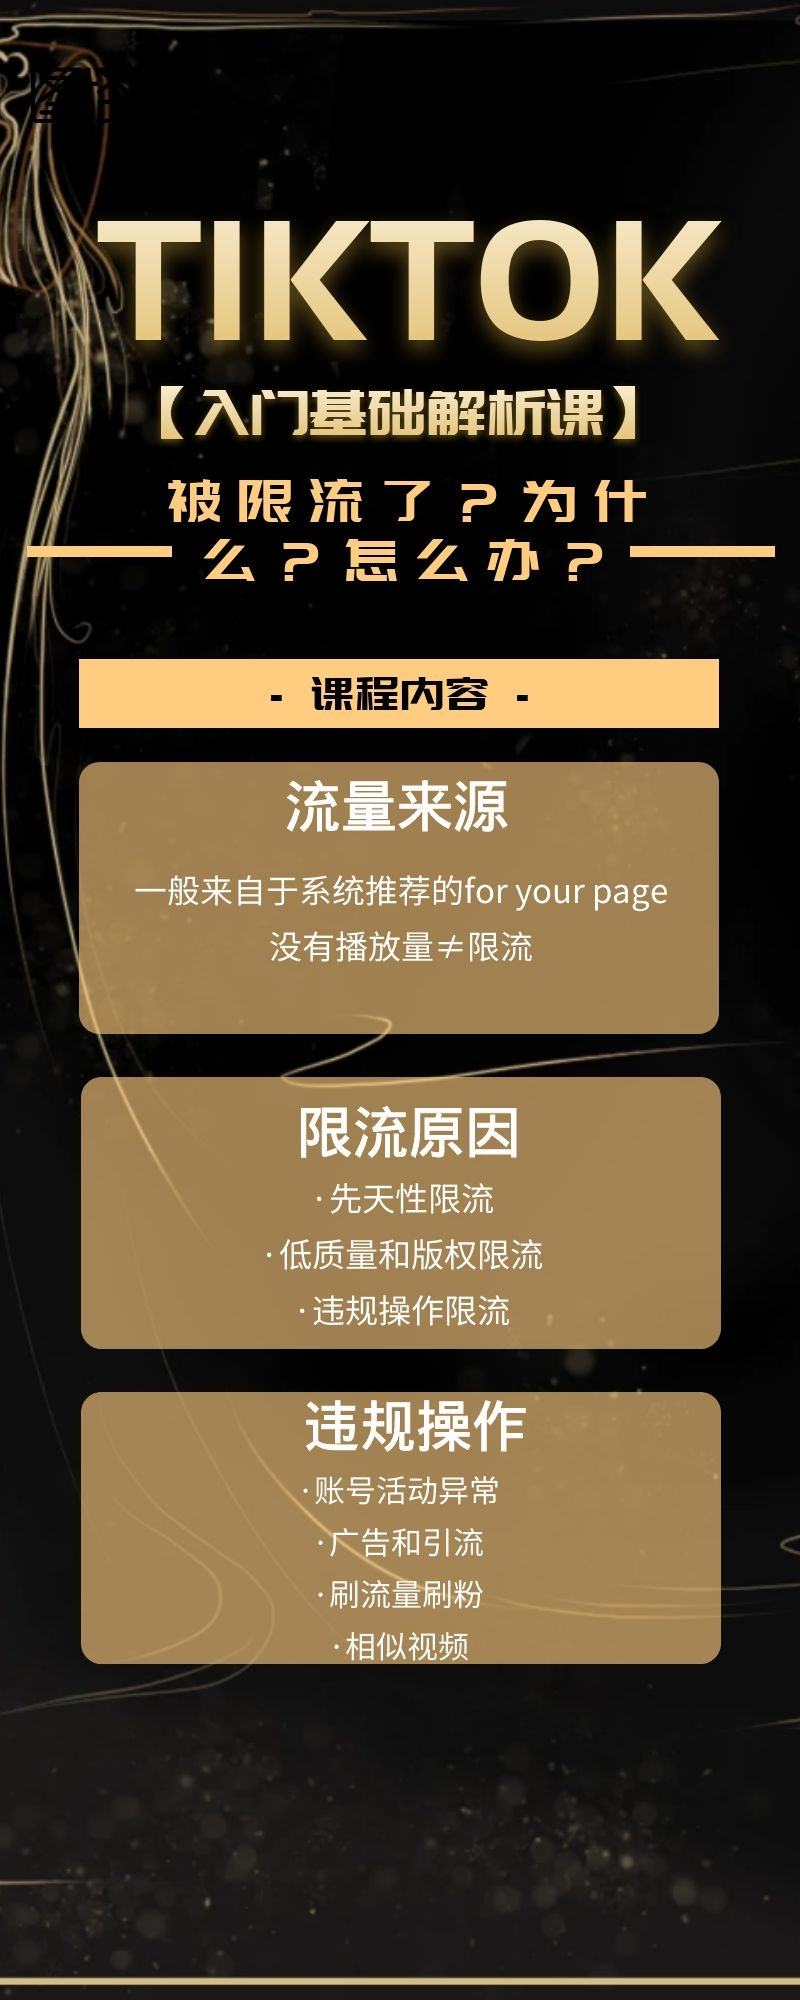 TIKTOK
【入门基础解析课】
被限流了?为什
么?怎么办?
- 课程内容 -
流量来源
一般来自于系统推荐的for your page
没有播放量≠限流
限流原因
·先天性限流
·低质量和版权限流
·违规操作限流
违规操作
·账号活动异常
·广告和引流
·刷流量刷粉
·相似视频